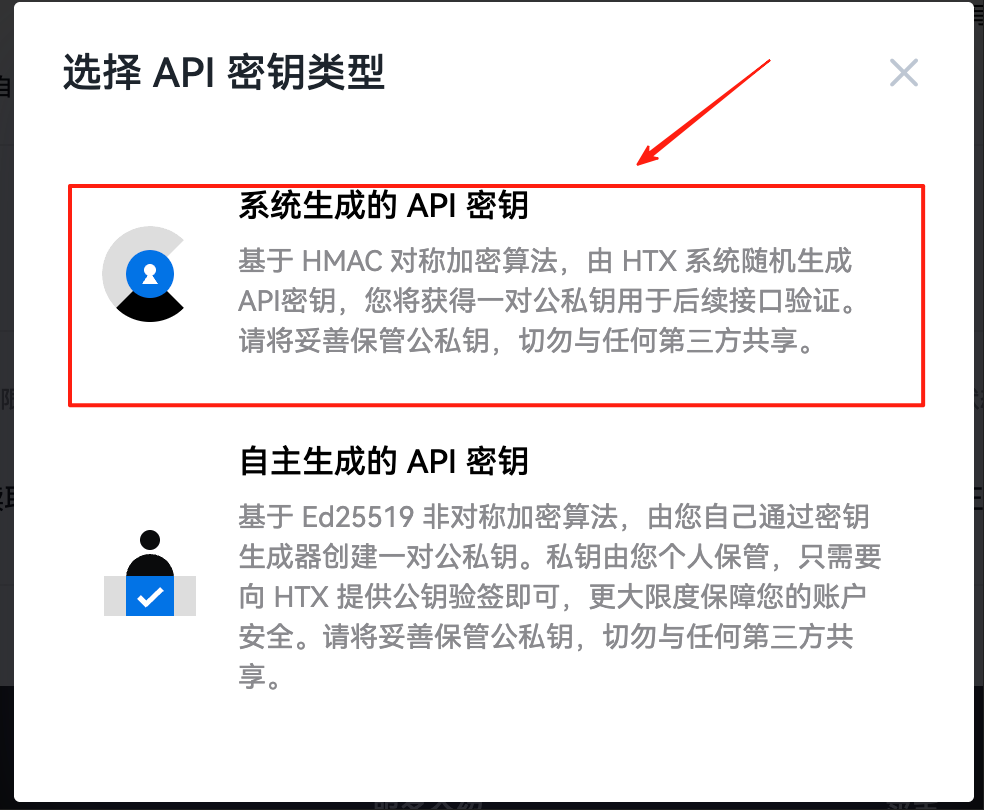 选择 API 密钥类型
系统生成的 API 密钥
基于 HMAC 对称加密算法，由 HTX 系统随机生成
API密钥，您将获得一对公私钥用于后续接口验证。
请将妥善保管公私钥，切勿与任何第三方共享。
自主生成的 API 密钥
基于 Ed25519 非对称加密算法，由您自己通过密钥
生成器创建一对公私钥。私钥由您个人保管，只需要
向 HTX 提供公钥验签即可，更大限度保障您的账户
安全。请将妥善保管公私钥，切勿与任何第三方共
享。